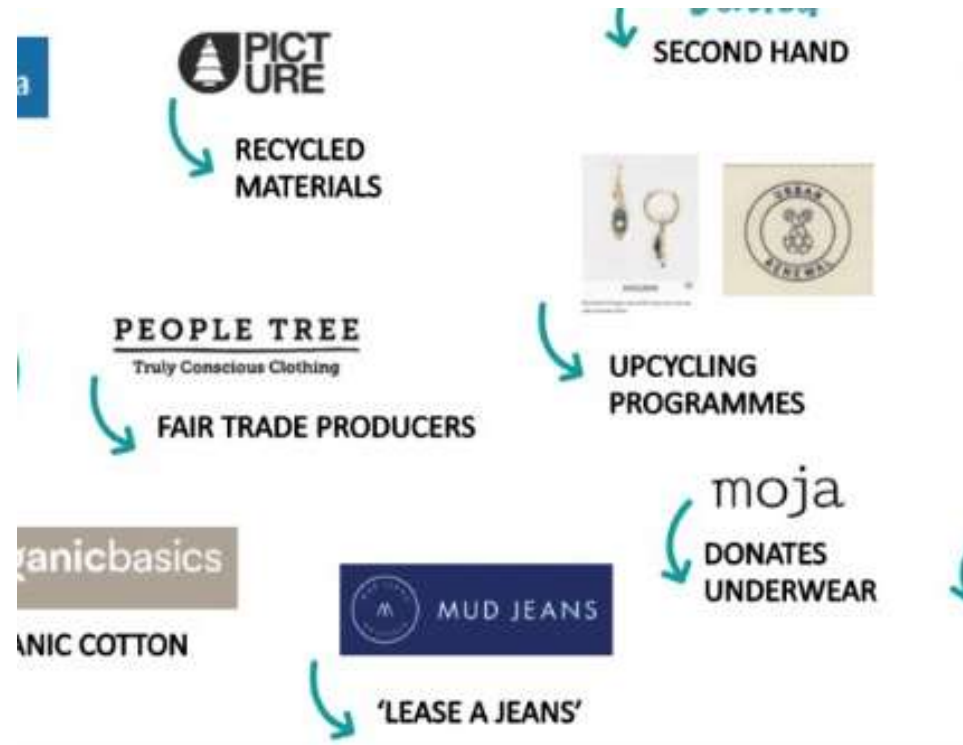 PICT
URE
RECYCLED
MATERIALS
SECOND HAND
URBAN
RENEWAL
UPCYCLING
PROGRAMMES
PEOPLE TREE
Truly Conscious Clothing
FAIR TRADE PRODUCERS
moja
DONATES
UNDERWEAR
ganicbasics
ANIC COTTON
MUD JEANS
'LEASE A JEANS'